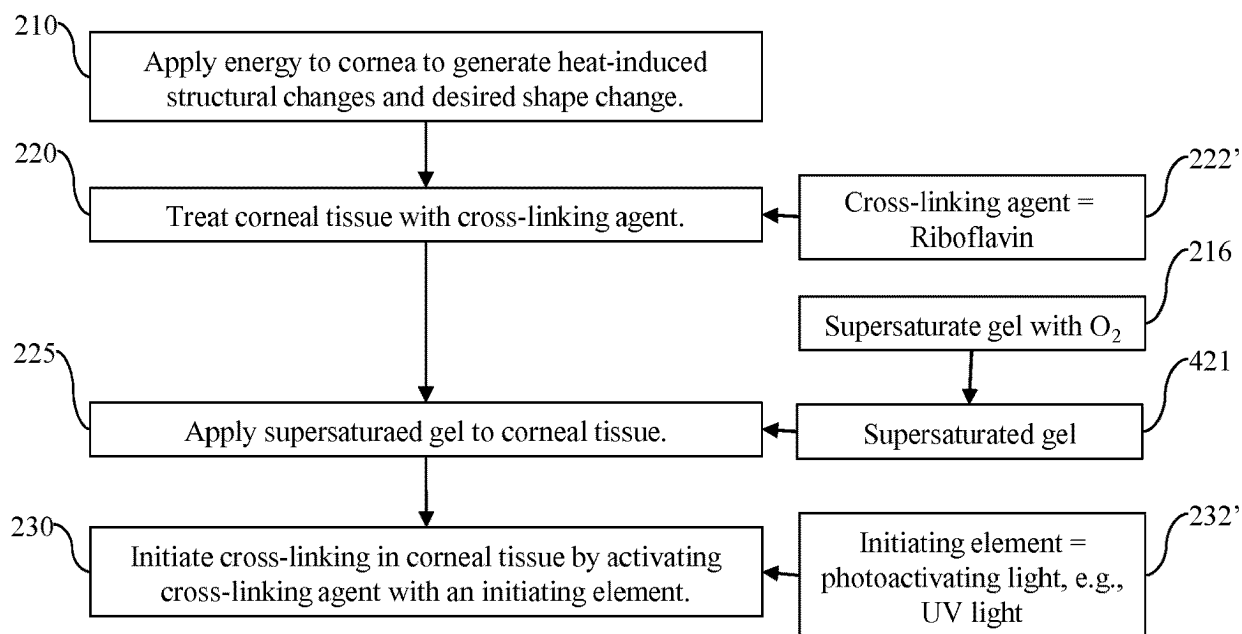 210
Apply energy to cornea to generate heat-induced
structural changes and desired shape change.
220
Treat corneal tissue with cross-linking agent.
222’
Cross-linking agent =
Riboflavin
216
Supersaturate gel with O₂
225
Apply supersaturaed gel to corneal tissue.
421
Supersaturated gel
230
Initiate cross-linking in corneal tissue by activating
cross-linking agent with an initiating element.
232’
Initiating element =
photoactivating light, e.g.,
UV light